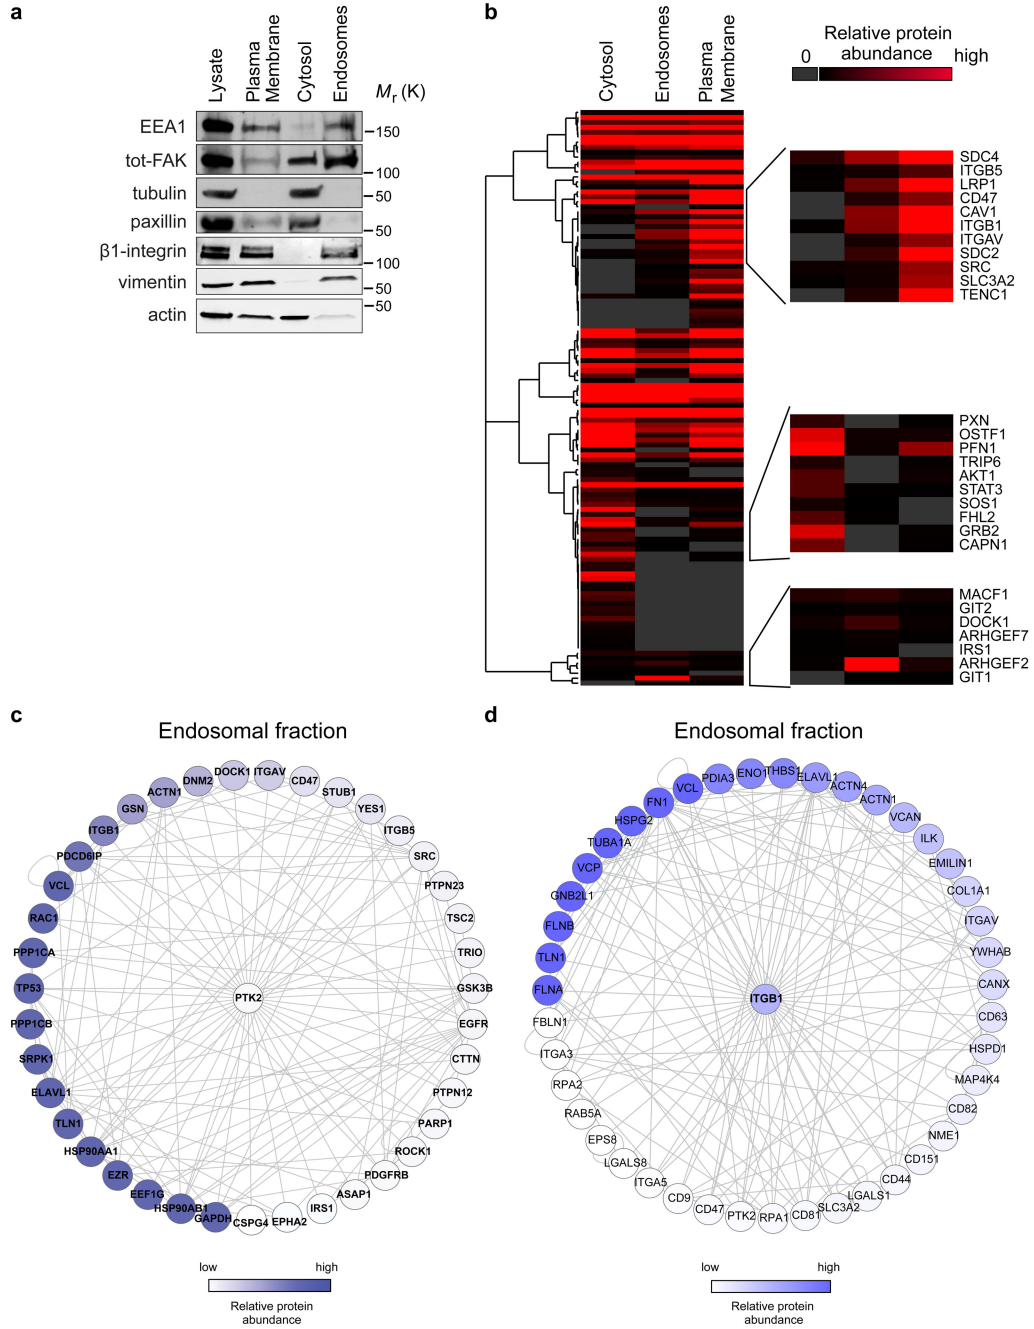 a
Lysate
Plasma
Membrane
Cytosol
Endosomes
Mr (K)
EEA1
150
tot-FAK
100
tubulin
50
paxillin
50
β1-integrin
100
vimentin
50
50
actin
b
Cytosol
Endosomes
Plasma
Membrane
Relative protein
abundance
0
high
SDC4
ITGB5
LRP1
CD47
CAV1
ITGB1
ITGAV
SDC2
SRC
SLC3A2
TENC1
PXN
OSTF1
PFN1
TRIP6
AKT1
STAT3
SOS1
FHL2
GRB2
CAPN1
MACF1
GIT2
DOCK1
ARHGEF7
IRS1
ARHGEF2
GIT1
c
Endosomal fraction
DOCK1
ITGAV
CD47
STUB1
YES1
ITGB5
SRC
PTPN23
TSC2
TRIO
GSK3B
EGFR
CTTN
PTPN12
PARP1
ROCK1
PDGFRB
ASAP1
IRS1
EPHA2
CSPG4
GAPDH
HSP90AB1
EEF1G
EZR
HSP90AA1
TLN1
ELAVL1
SRPK1
PPP1CB
TP53
PPP1CA
RAC1
VCL
PDCD6IP
ITGB1
GSN
ACTN1
DNM2
PTK2
low
high
Relative protein
abundance
d
Endosomal fraction
THBS1
ELAVL1
ACTN4
ACTN1
VCAN
ILK
EMILIN1
COL1A1
ITGAV
YWHAB
CANX
CD63
HSPD1
MAP4K4
CD82
NME1
CD151
CD44
LGALS1
SLC3A2
CD81
RPA1
PTK2
CD47
CD9
ITGA5
LGALS8
EPS8
RAB5A
RPA2
ITGA3
FBLN1
FLNA
TLN1
FLNB
GNB2L1
VCP
TUBA1A
HSPG2
FN1
VCL
PDIA3
ENO1
ITGB1
low
high
Relative protein
abundance